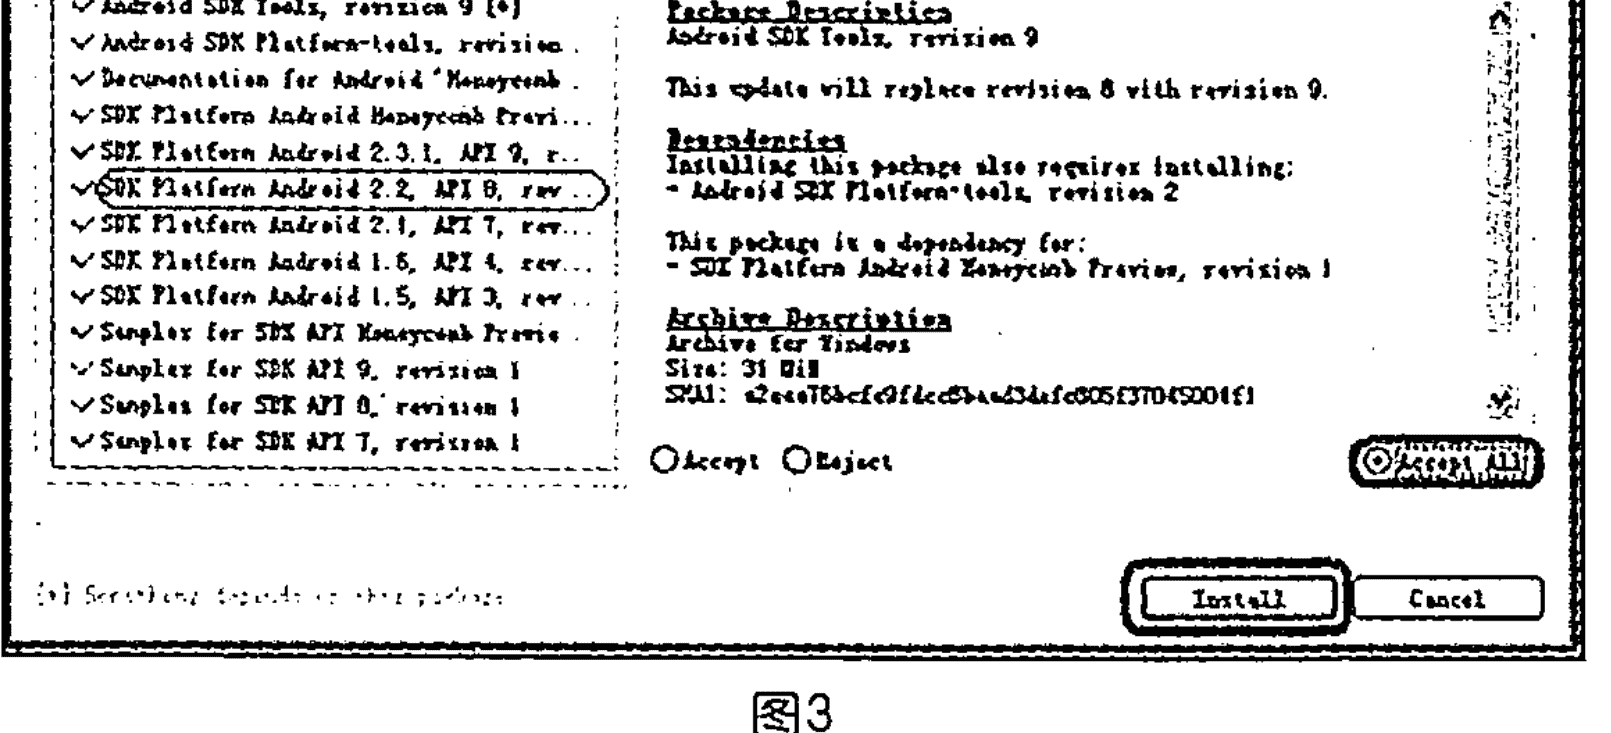 Android SDK Tools, revision 9 [*]
Android SDK Platform-tools, revision .
Documentation for Android 'Honeycomb .
SDK Platform Android Honeycomb Previ...
SDK Platform Android 2.3.1, API 9, r..
SDK Platform Android 2.2, API 8, rev ..
SDK Platform Android 2.1, API 7, rev...
SDK Platform Android 1.6, API 4, rev...
SDK Platform Android 1.5, API 3, rev ..
Samples for SDK API Honeycomb Previe .
Samples for SDK API 9, revision 1
Samples for SDK API 8, revision 1
Samples for SDK API 7, revision 1
[*] Something depends on this package
Package Description
Android SDK Tools, revision 9
This update will replace revision 8 with revision 9.
Dependencies
Installing this package also requires installing:
- Android SDK Platform-tools, revision 2
This package is a dependency for:
- SDK Platform Android Honeycomb Preview, revision 1
Archive Description
Archive for Windows
Size: 31 MiB
SHA1:
Accept Reject Accept All
Install Cancel
图3